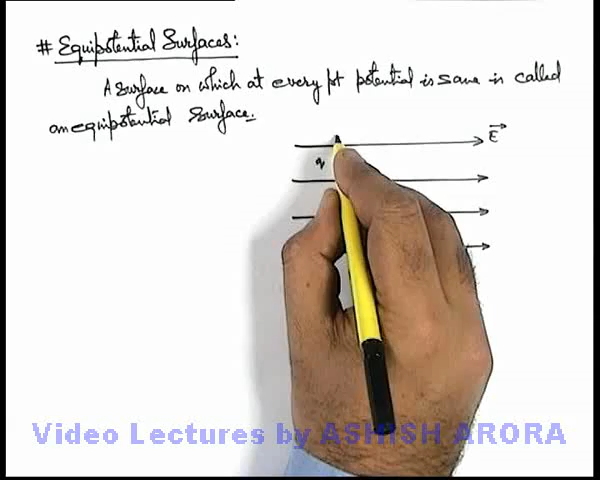 # Equipotential Surfaces:
A surface on which at every pt potential is same is called
an equipotential surface.
E
q
Video Lectures by ASHISH ARORA